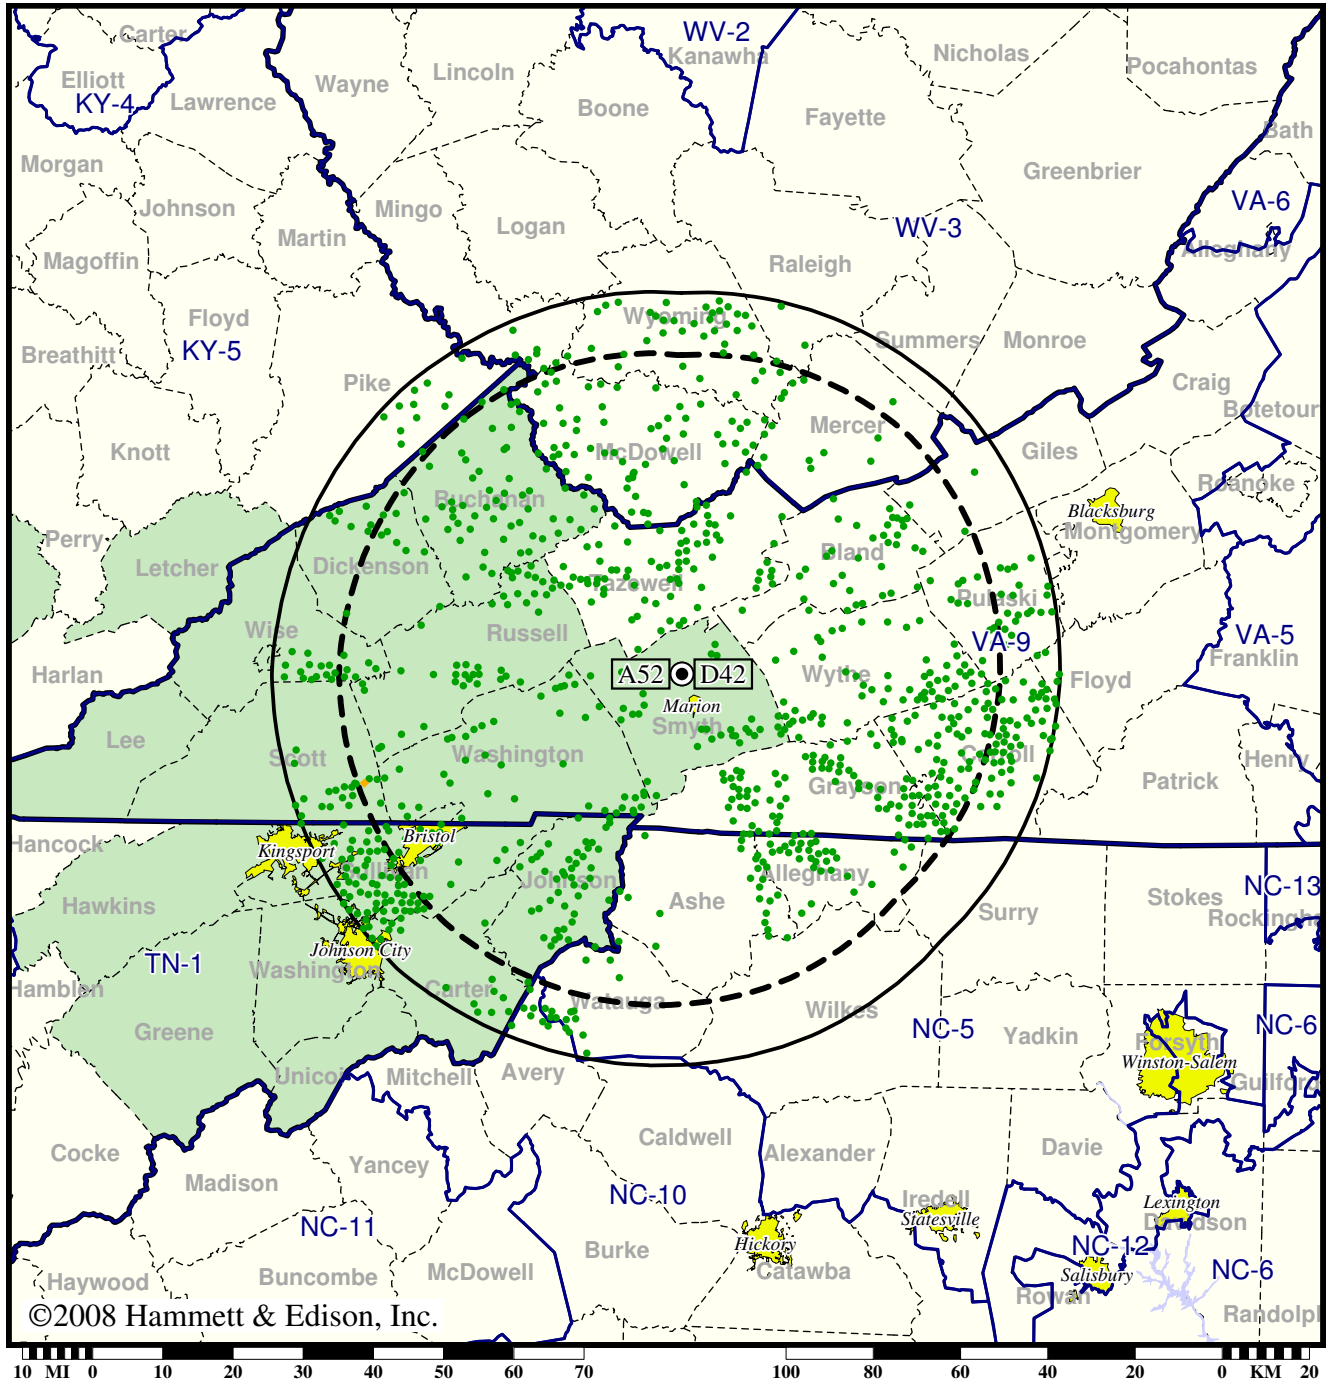 Carter
WV-2
Kanawha
Nicholas
Pocahontas
Elliott
KY-4
Lawrence
Wayne
Lincoln
Boone
Fayette
Bath
Morgan
Greenbrier
Johnson
Mingo
Logan
WV-3
VA-6
Martin
Magoffin
Raleigh
Alleghany
Floyd
KY-5
Wyoming
Breathitt
Pike
Summers
Monroe
Craig
Botetour
Knott
McDowell
Mercer
Giles
Roanoke
Buchanan
Blacksburg
Montgomery
Perry
Letcher
Dickenson
Tazewell
Bland
Pulaski
Wise
Russell
VA-9
VA-5
Franklin
Harlan
A52
D42
Wythe
Floyd
Marion
Smyth
Lee
Scott
Washington
Carroll
Henry
Grayson
Patrick
Hancock
Kingsport
Bristol
Sullivan
Johnson
Alleghany
Hawkins
Ashe
Surry
Stokes
NC-13
Rockingha
TN-1
Johnson City
Washington
Hamblen
Carter
Watauga
Wilkes
NC-5
Yadkin
Forsyth
NC-6
Greene
Winston-Salem
Guilford
Unicoi
Mitchell
Avery
Cocke
Madison
Yancey
Caldwell
Alexander
Davie
NC-10
NC-11
Iredell
Statesville
Lexington
Davidson
Haywood
Buncombe
McDowell
Burke
Hickory
Catawba
NC-12
Salisbury
Rowan
NC-6
Randolph
©2008 Hammett & Edison, Inc.
10 MI 0 10 20 30 40 50 60 70 100 80 60 40 20 0 KM 20